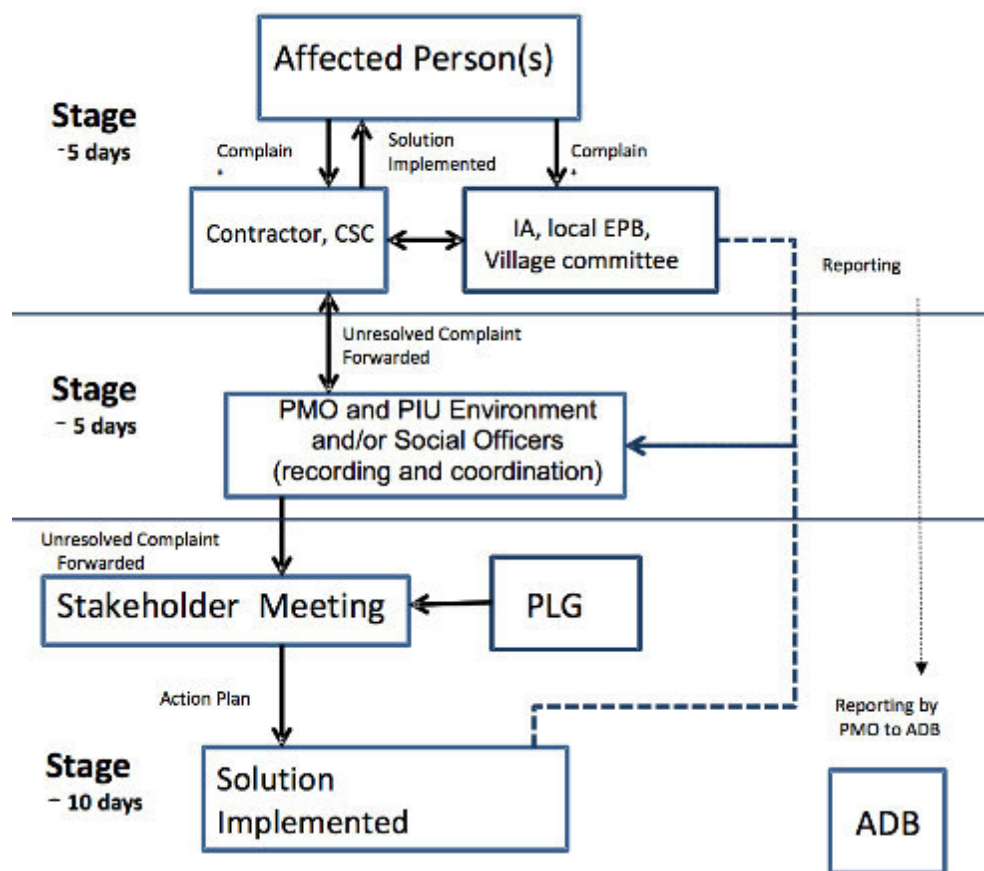 Affected Person(s)
Stage
-5 days
Complain
Solution
Implemented
Complain
Contractor, CSC
IA, local EPB,
Village committee
Reporting
Unresolved Complaint
Forwarded
Stage
- 5 days
PMO and PIU Environment
and/or Social Officers
(recording and coordination)
Unresolved Complaint
Forwarded
Stakeholder Meeting
PLG
Action Plan
Reporting by
PMO to ADB
Stage
- 10 days
Solution
Implemented
ADB